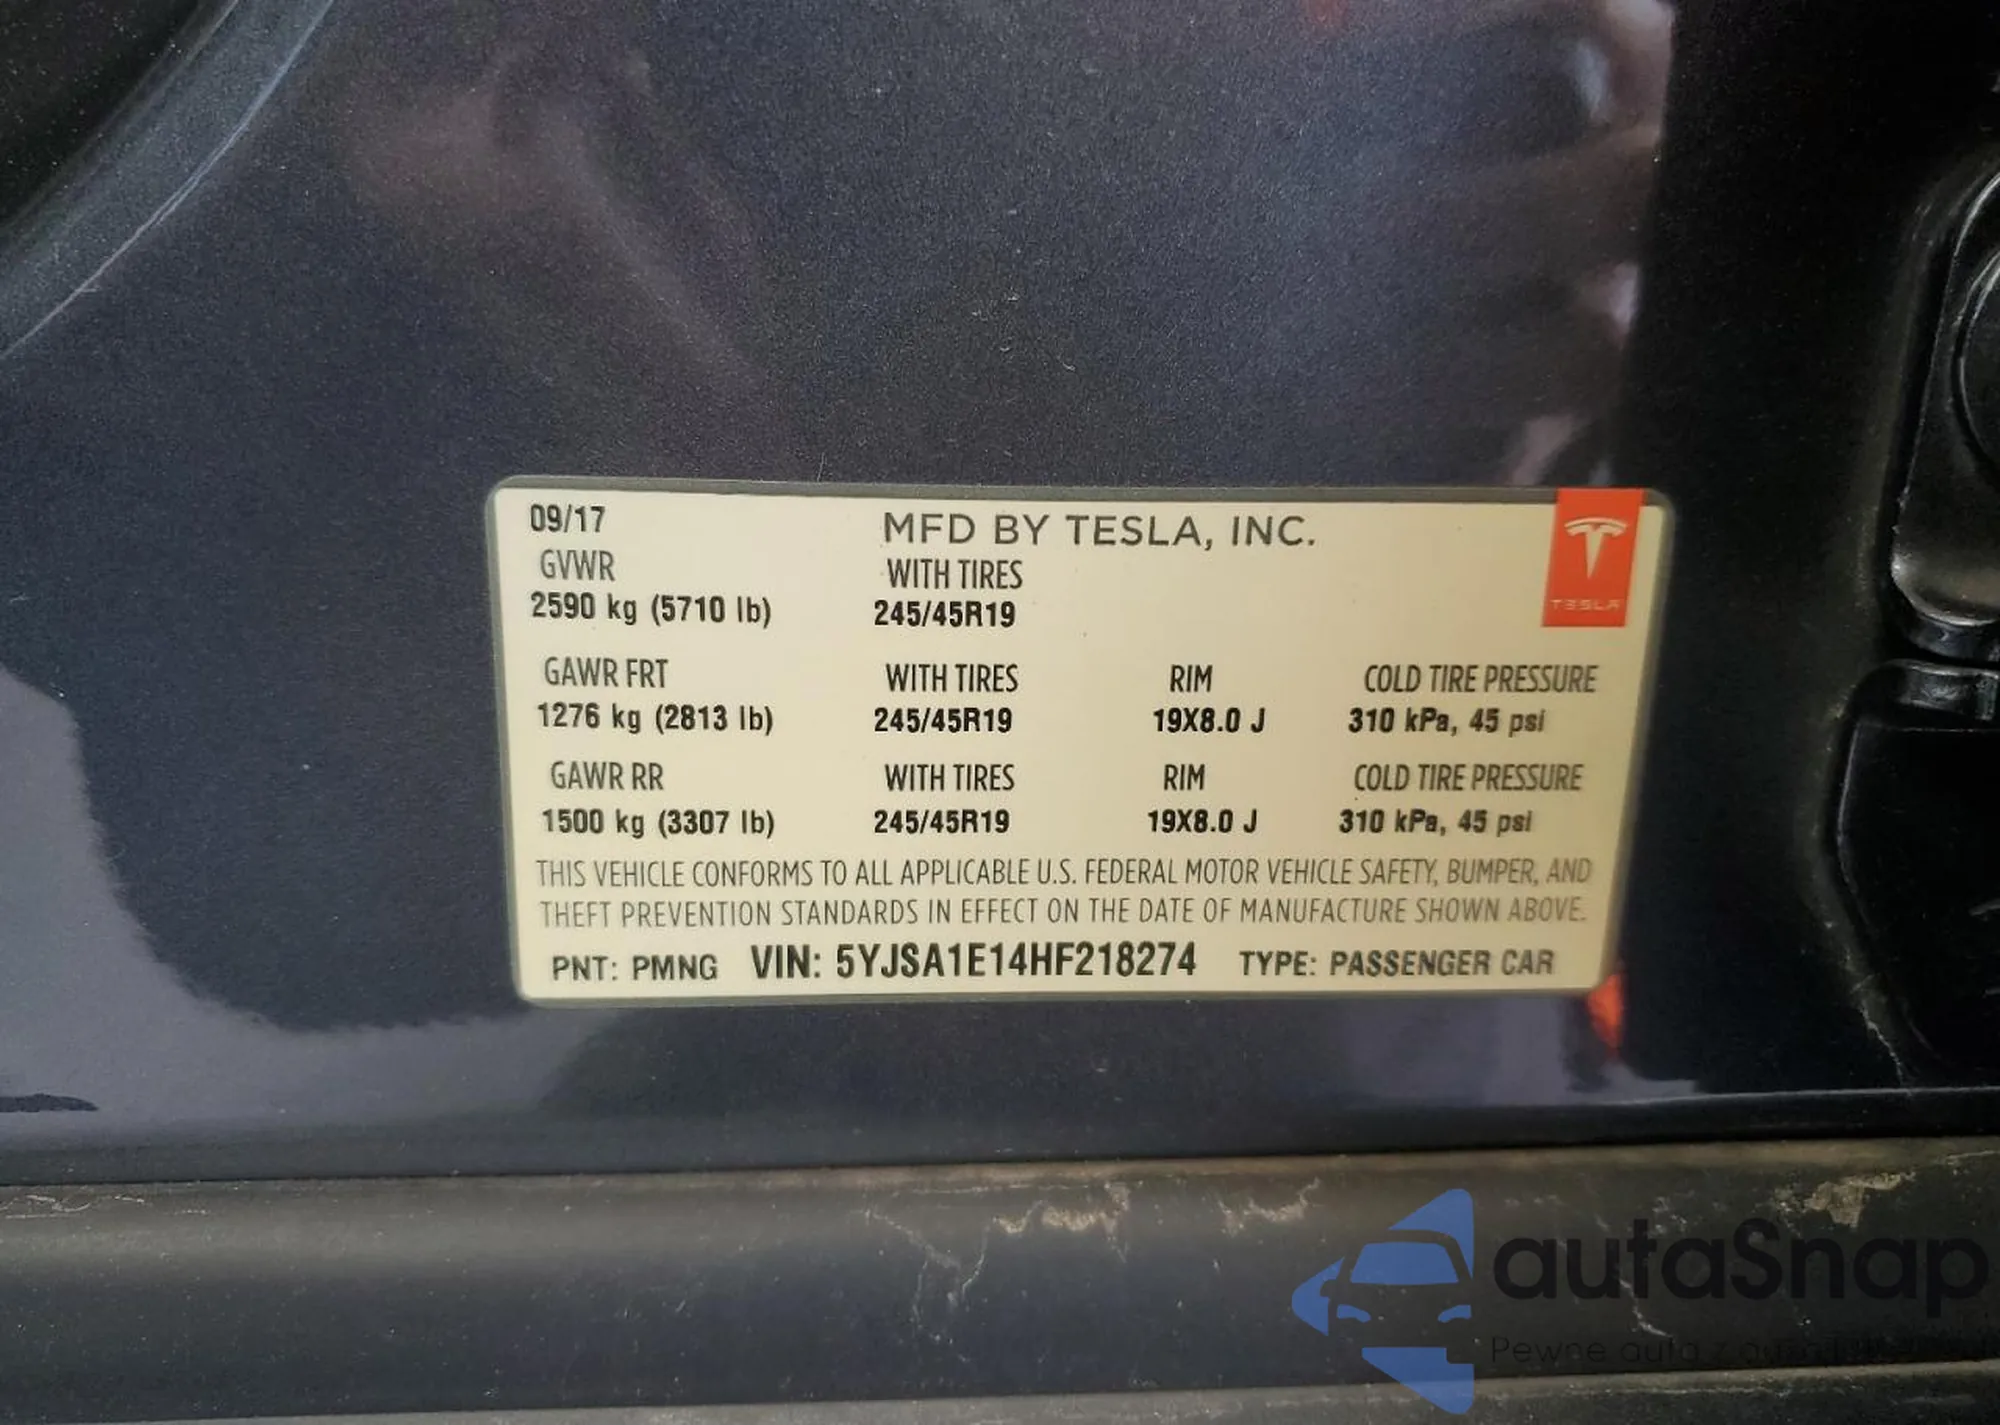 09/17 MFD BY TESLA, INC.
GVWR WITH TIRES
2590 kg (5710 lb) 245/45R19
TESLA
GAWR FRT WITH TIRES RIM COLD TIRE PRESSURE
1276 kg (2813 lb) 245/45R19 19X8.0 J 310 kPa, 45 psi
GAWR RR WITH TIRES RIM COLD TIRE PRESSURE
1500 kg (3307 lb) 245/45R19 19X8.0 J 310 kPa, 45 psi
THIS VEHICLE CONFORMS TO ALL APPLICABLE U.S. FEDERAL MOTOR VEHICLE SAFETY, BUMPER, AND
THEFT PREVENTION STANDARDS IN EFFECT ON THE DATE OF MANUFACTURE SHOWN ABOVE.
PNT: PMNG VIN: 5YJSA1E14HF218274 TYPE: PASSENGER CAR
autaSnap
Pewne auta z